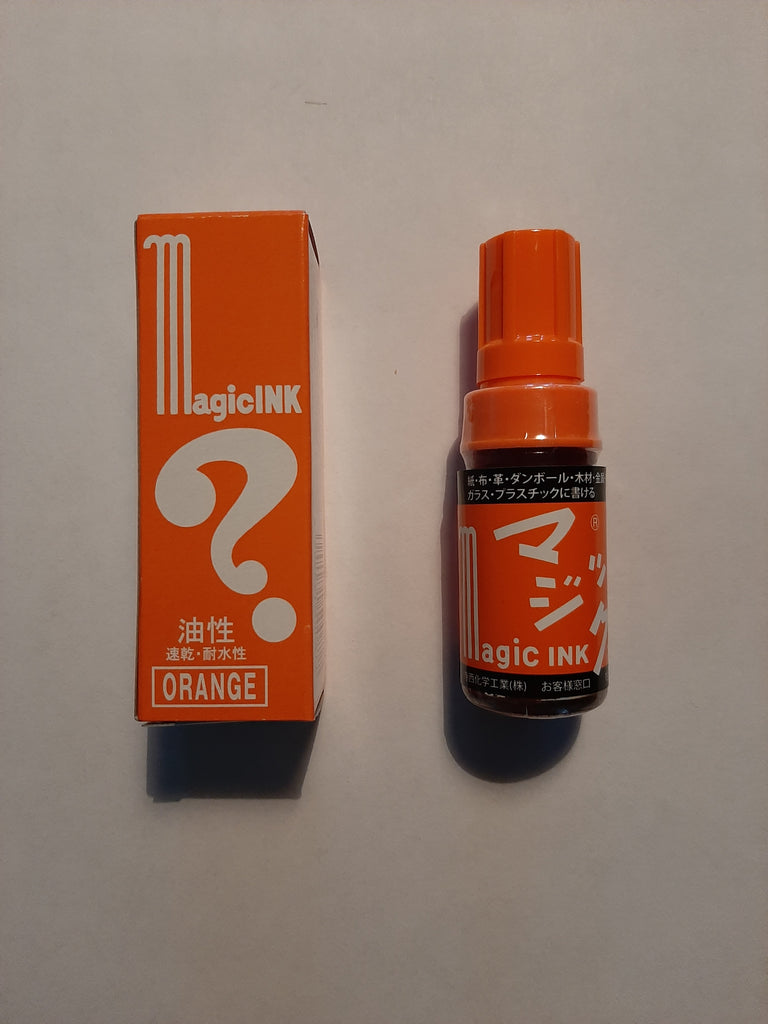 MagicINK
?
油性
速乾・耐水性
ORANGE
紙・布・革・ダンボール・木材・金属
ガラス・プラスチックに書ける
マジック
®
Magic INK
西化学工業(株) お客様窓口